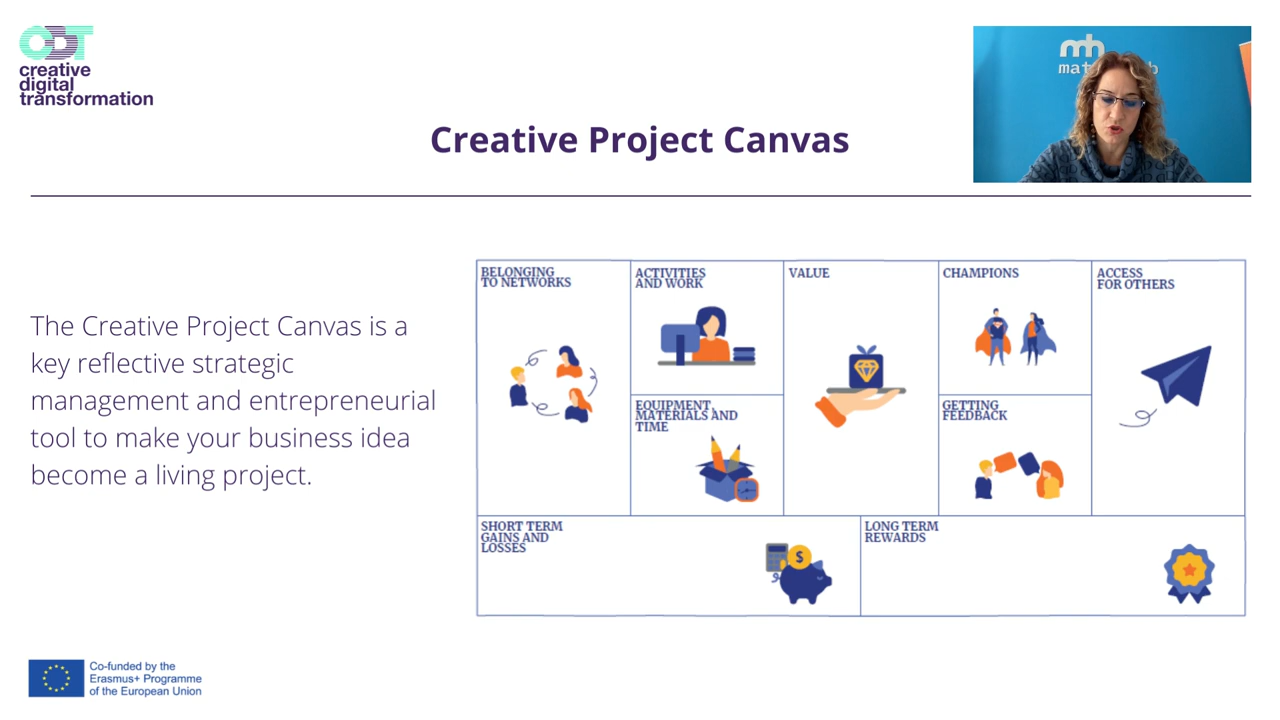 CDT
creative
digital
transformation
mh
Creative Project Canvas
The Creative Project Canvas is a
key reflective strategic
management and entrepreneurial
tool to make your business idea
become a living project.
BELONGING
TO NETWORKS
ACTIVITIES
AND WORK
EQUIPMENT,
MATERIALS AND
TIME
VALUE
CHAMPIONS
GETTING
FEEDBACK
ACCESS
FOR OTHERS
SHORT TERM
GAINS AND
LOSSES
$
LONG TERM
REWARDS
Co-funded by the
Erasmus+ Programme
of the European Union